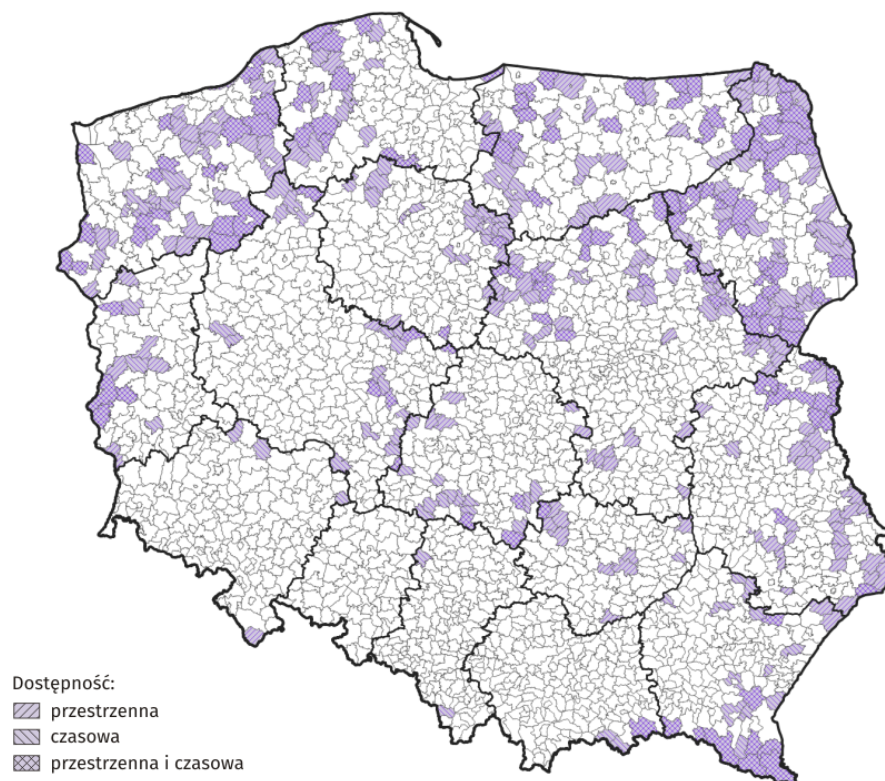 Dostępność:
przestrzenna
czasowa
przestrzenna i czasowa